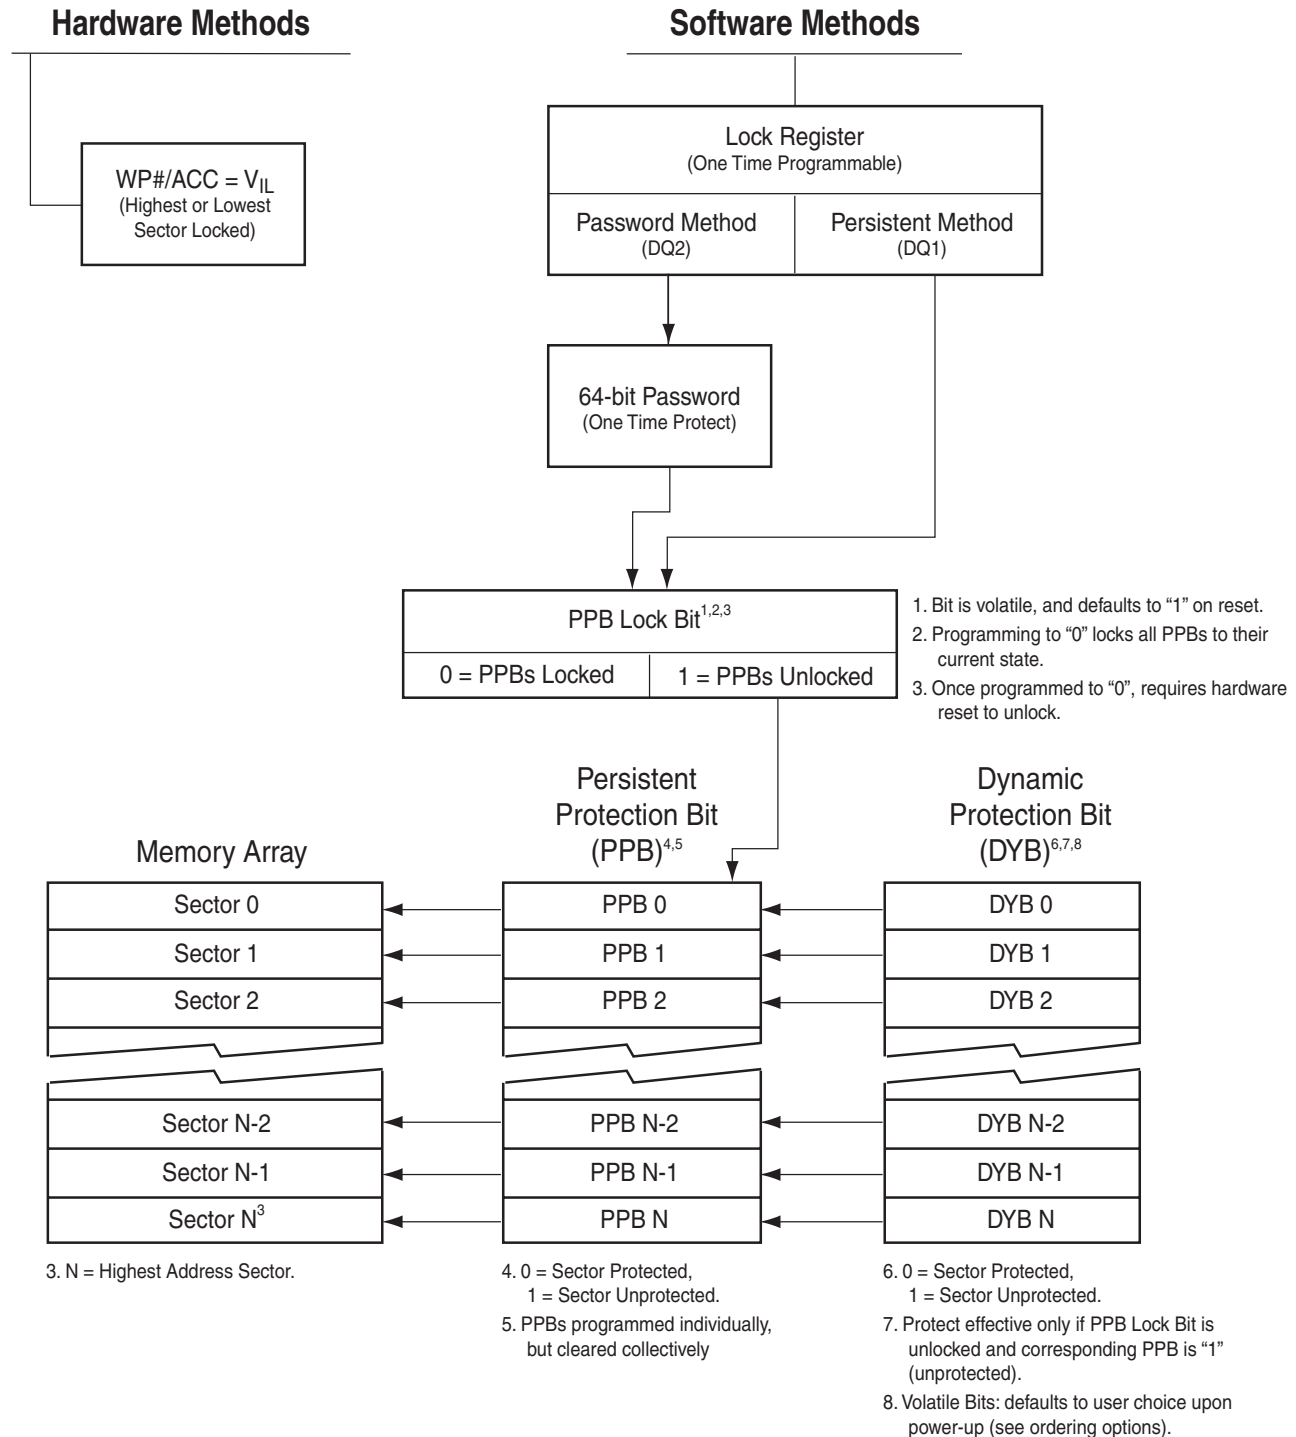 Hardware Methods
Software Methods
WP#/ACC = VIL
(Highest or Lowest
Sector Locked)
Lock Register
(One Time Programmable)
Password Method
(DQ2)
Persistent Method
(DQ1)
64-bit Password
(One Time Protect)
PPB Lock Bit1,2,3
0 = PPBs Locked
1 = PPBs Unlocked
1. Bit is volatile, and defaults to “1” on reset.
2. Programming to “0” locks all PPBs to their
current state.
3. Once programmed to “0”, requires hardware
reset to unlock.
Memory Array
Persistent
Protection Bit
(PPB)4,5
Dynamic
Protection Bit
(DYB)6,7,8
Sector 0
PPB 0
DYB 0
Sector 1
PPB 1
DYB 1
Sector 2
PPB 2
DYB 2
Sector N-2
PPB N-2
DYB N-2
Sector N-1
PPB N-1
DYB N-1
Sector N3
PPB N
DYB N
3. N = Highest Address Sector.
4. 0 = Sector Protected,
1 = Sector Unprotected.
5. PPBs programmed individually,
but cleared collectively
6. 0 = Sector Protected,
1 = Sector Unprotected.
7. Protect effective only if PPB Lock Bit is
unlocked and corresponding PPB is “1”
(unprotected).
8. Volatile Bits: defaults to user choice upon
power-up (see ordering options).